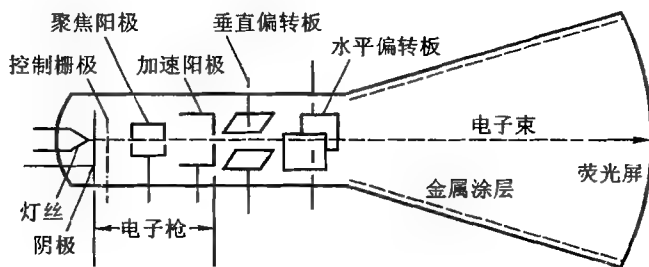 聚焦阳极
垂直偏转板
控制栅极
加速阳极
水平偏转板
电子束
荧光屏
金属涂层
灯丝
电子枪
阴极